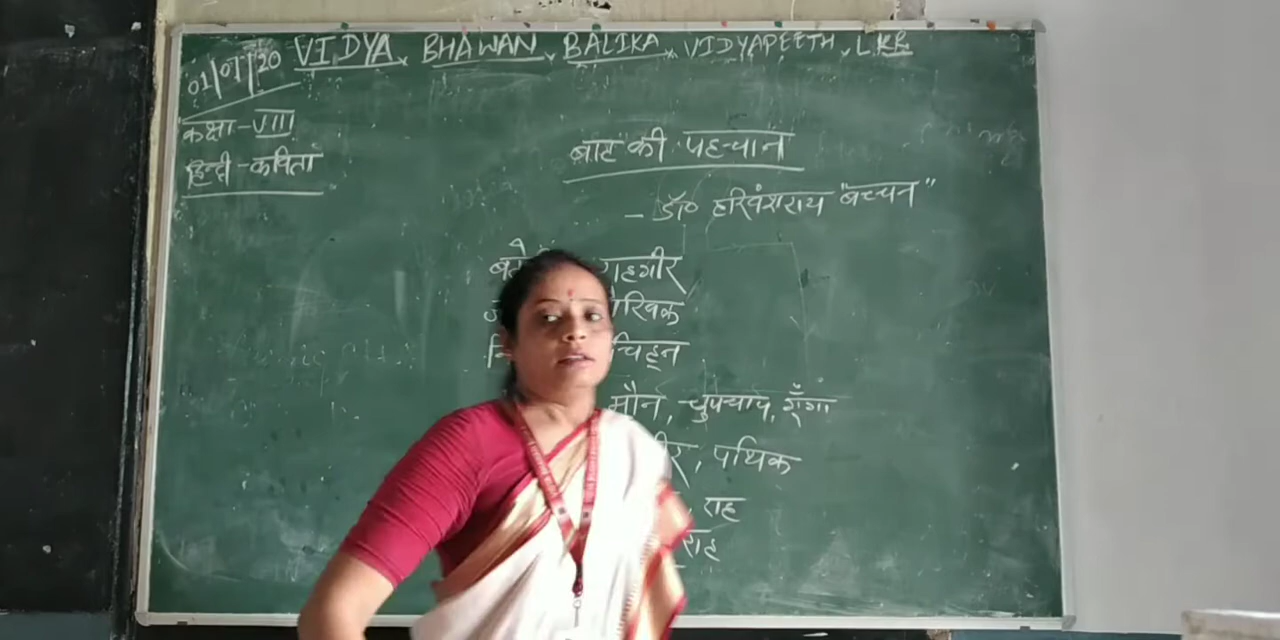 01/07/20 VIDYA BHAWAN BALIKA VIDYAPEETH, LKR
कक्षा - VIII
हिन्दी - कविता
बाट की पहचान
- डॉ० हरिवंशराय "बच्चन"
राहगीर
चिह्न
मौन, चुपचाप, गूँगा
, पथिक
, राह
राह